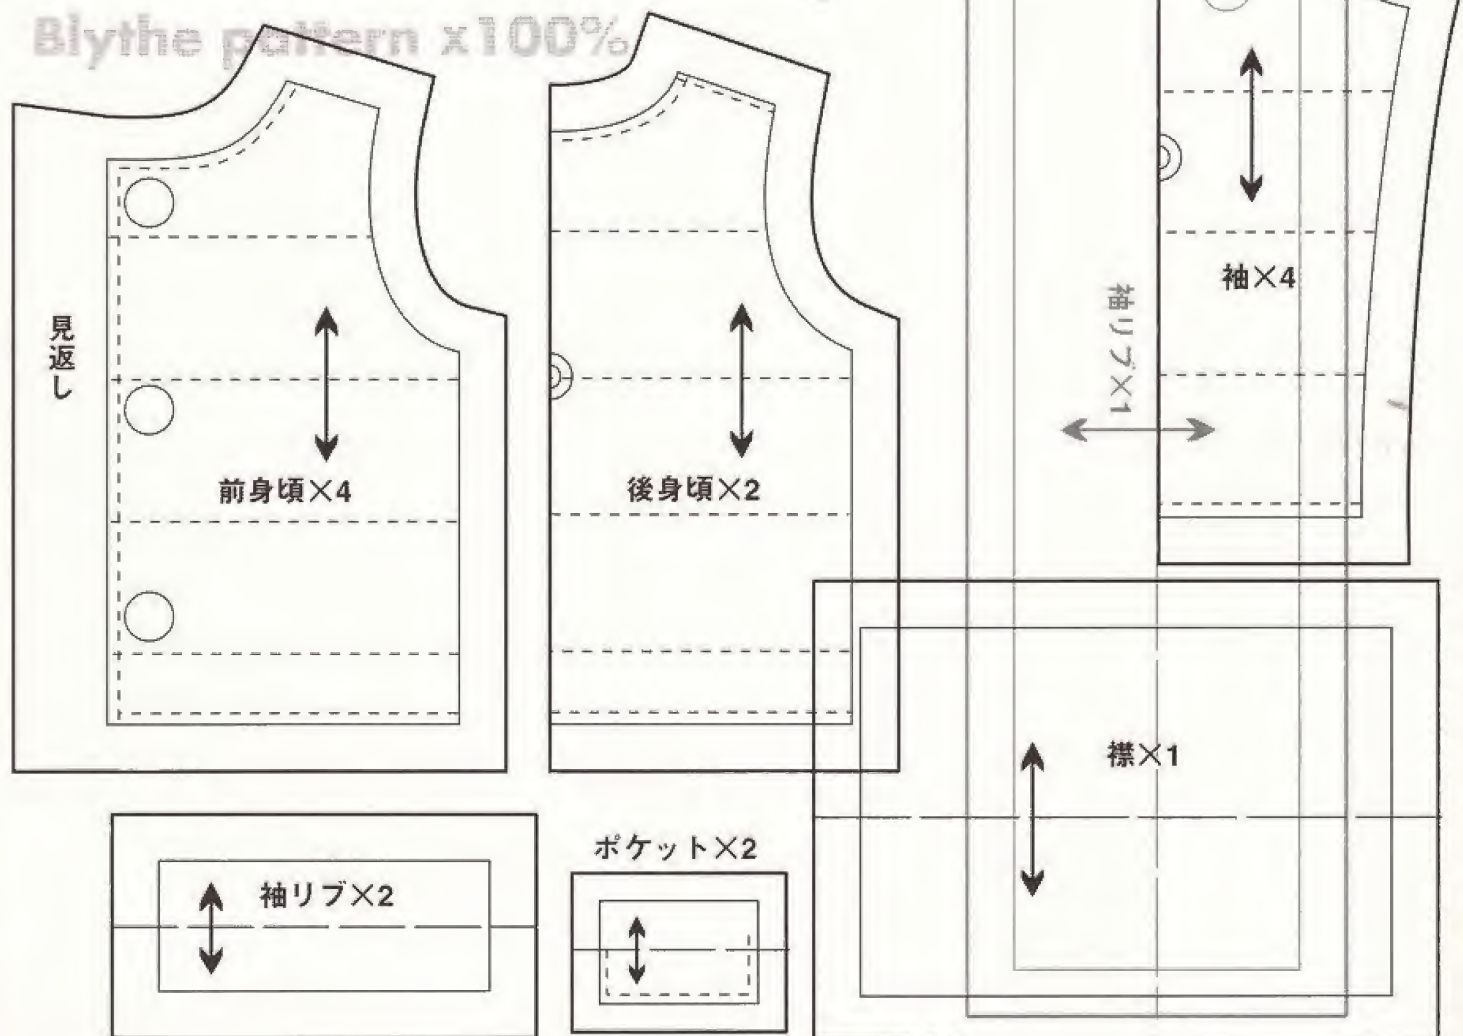 Blythe pattern x100%
見返し
前身頃×4
後身頃×2
袖×4
袖リブ×1
襟×1
袖リブ×2
ポケット×2